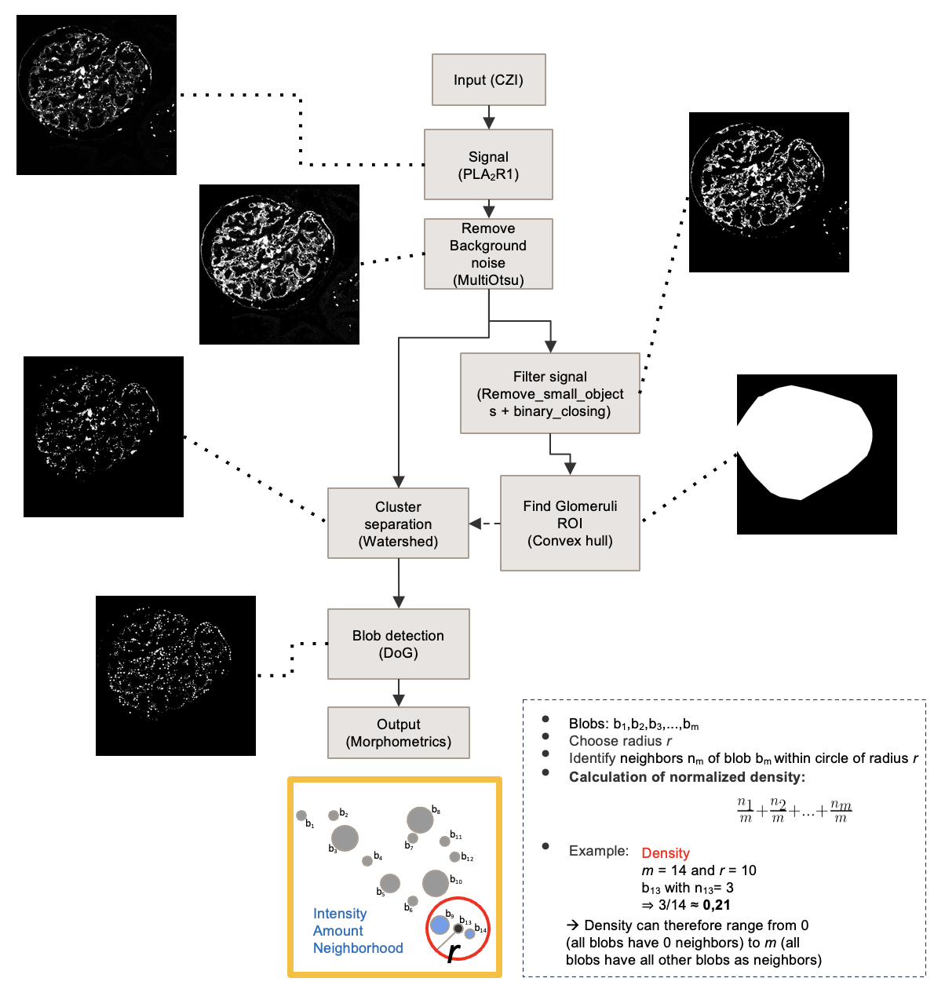 Input (CZI)
Signal
(PLA₂R1)
Remove
Background
noise
(MultiOtsu)
Filter signal
(Remove_small_object
s + binary_closing)
Find Glomeruli
ROI
(Convex hull)
Cluster
separation
(Watershed)
Blob detection
(DoG)
Output
(Morphometrics)
b₁
b₂
b₃
b₄
b₅
b₆
b₇
b₈
b₁₁
b₁₂
b₁₀
b₉
b₁₃
b₁₄
r
Intensity
Amount
Neighborhood
• Blobs: b₁,b₂,b₃,...,bₘ
• Choose radius r
• Identify neighbors nₘ of blob bₘ within circle of radius r
• Calculation of normalized density:
n₁/m + n₂/m + ... + nₘ/m
• Example: Density
m = 14 and r = 10
b₁₃ with n₁₃= 3
⇒ 3/14 ≈ 0,21
→ Density can therefore range from 0
(all blobs have 0 neighbors) to m (all
blobs have all other blobs as neighbors)